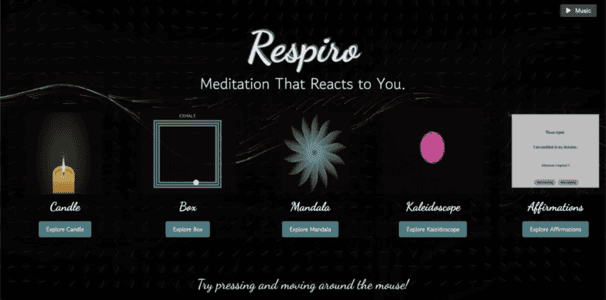 Music
Respiro
Meditation That Reacts to You.
EXHALE
Candle
Box
Mandala
Kaleidoscope
Affirmations
Explore Candle
Explore Box
Explore Mandala
Explore Kaleidoscope
Explore Affirmations
Try pressing and moving around the mouse!